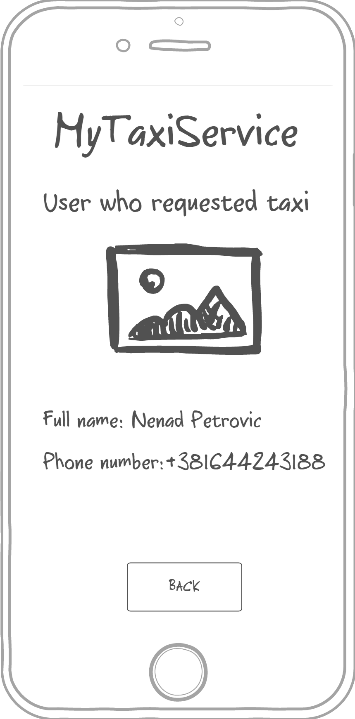 MyTaxiService
User who requested taxi
Full name: Nenad Petrovic
Phone number:+381644243188
BACK